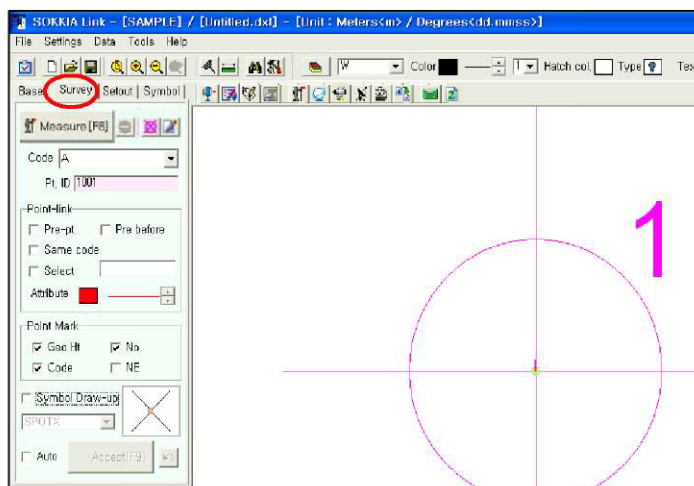 SOKKIA Link - [SAMPLE] / [Untitled.dxf] - [Unit : Meters<m> / Degrees<dd.mmss>]
File Settings Data Tools Help
W Color 1 Hatch col, Type Tex
Base Survey Setout Symbol
Measure [F8]
Code A
Pt, ID 1001
Point-link
Pre-pt Pre before
Same code
Select
Attribute
Point Mark
Geo Ht No
Code NE
Symbol Draw-up
SPOTX
Auto Accept[F9]
1